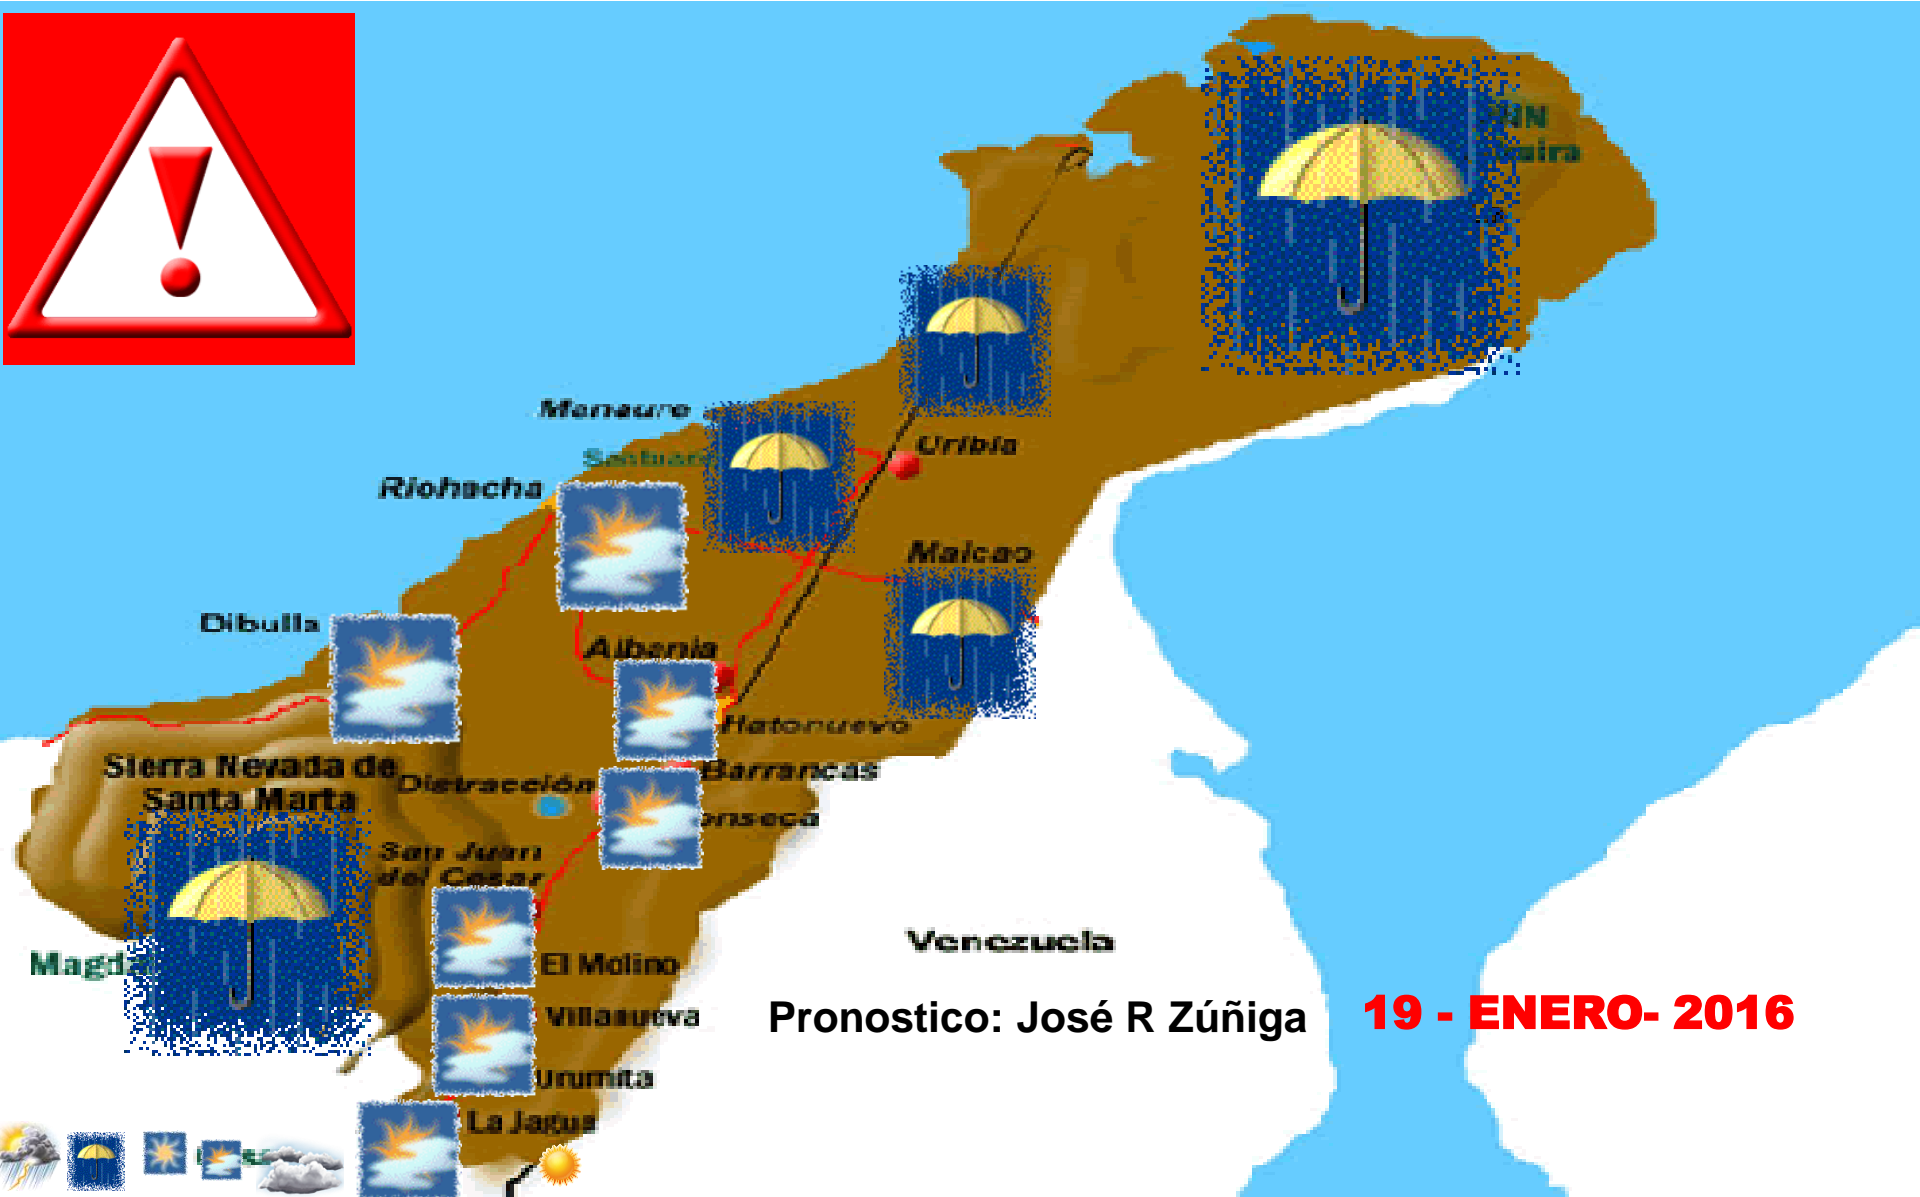 Manaure
Uribia
Riohacha
Maicao
Dibulla
Albania
Hatonuevo
Sierra Nevada de
Santa Marta
Distracción
Barrancas
onseca
San Juan
del Cesar
Venezuela
El Molino
Pronostico: José R Zúñiga
19 - ENERO- 2016
Villanueva
Urumita
La Jagua